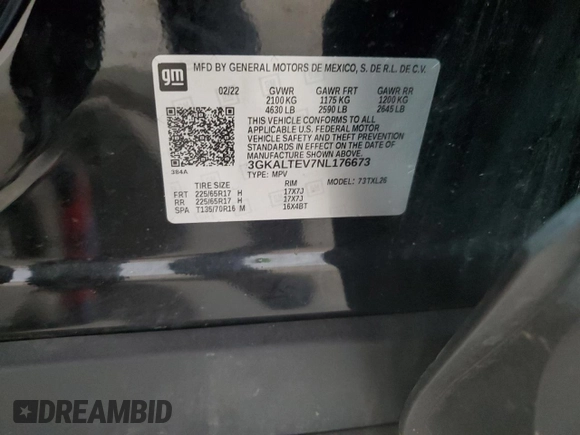 gm
MFD BY GENERAL MOTORS DE MEXICO, S. DE R.L. DE C.V.
02/22 GVWR GAWR FRT GAWR RR
2100 KG 1175 KG 1200 KG
4630 LB 2590 LB 2645 LB
THIS VEHICLE CONFORMS TO ALL
APPLICABLE U.S. FEDERAL MOTOR
VEHICLE SAFETY AND THEFT PREVENTION
STANDARDS IN EFFECT ON THE DATE OF
MANUFACTURE SHOWN ABOVE.
384A
3GKALTEV7NL176673
TYPE: MPV MODEL: 73TXL26
TIRE SIZE RIM
FRT 225/65R17 H 17X7J
RR 225/65R17 H 17X7J
SPA T135/70R16 M 16X4BT
DREAMBID